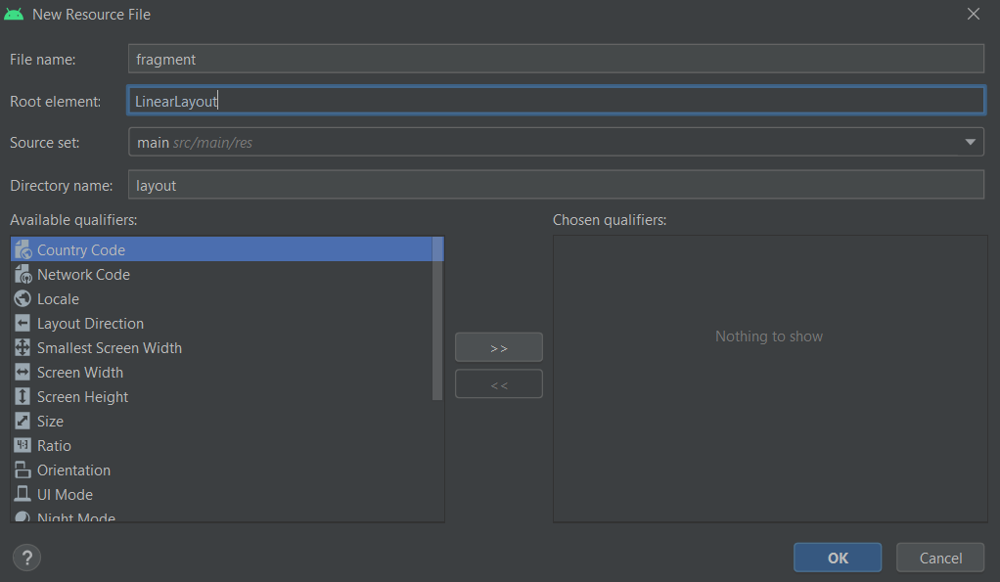 New Resource File
File name:
fragment
Root element:
LinearLayout
Source set:
main src/main/res
Directory name:
layout
Available qualifiers:
Country Code
Network Code
Locale
Layout Direction
Smallest Screen Width
Screen Width
Screen Height
Size
Ratio
Orientation
UI Mode
Night Mode
>>
<<
Chosen qualifiers:
Nothing to show
?
OK
Cancel